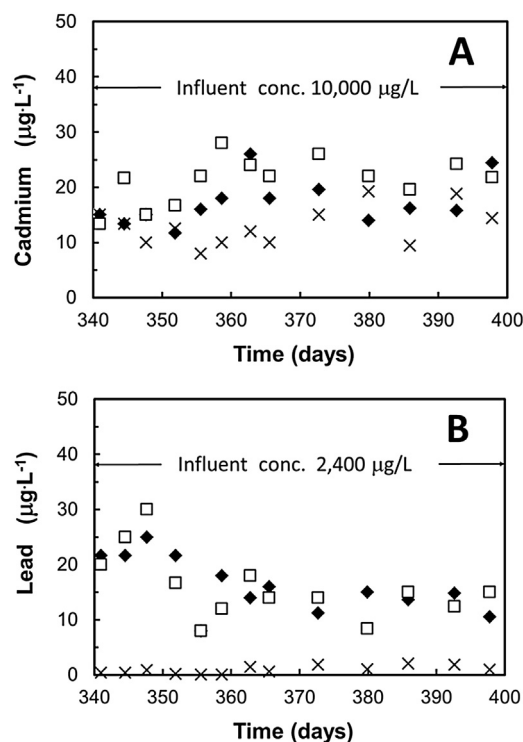 A
Influent conc. 10,000 µg/L
Cadmium (µg·L⁻¹)
50
40
30
20
10
0
340 350 360 370 380 390 400
Time (days)
B
Influent conc. 2,400 µg/L
Lead (µg·L⁻¹)
50
40
30
20
10
0
340 350 360 370 380 390 400
Time (days)